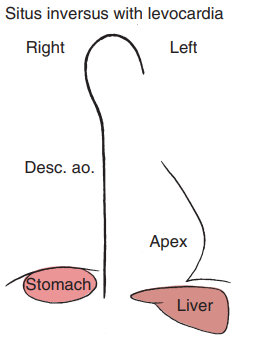 Situs inversus with levocardia
Right
Left
Desc. ao.
Apex
Stomach
Liver